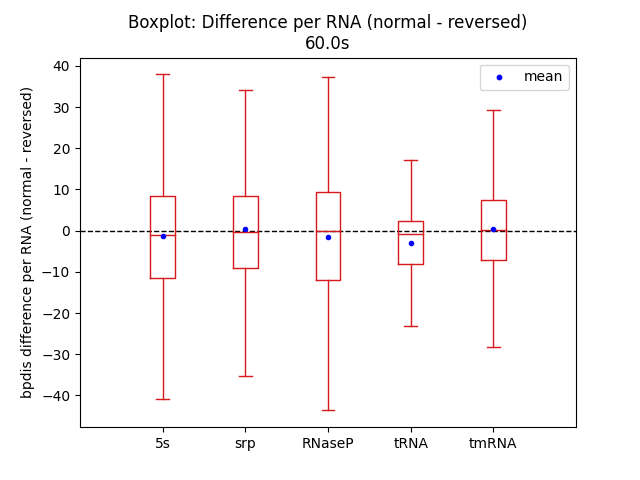 Boxplot: Difference per RNA (normal - reversed)
60.0s
mean
bpdis difference per RNA (normal - reversed)
40
30
20
10
0
−10
−20
−30
−40
5s
srp
RNaseP
tRNA
tmRNA